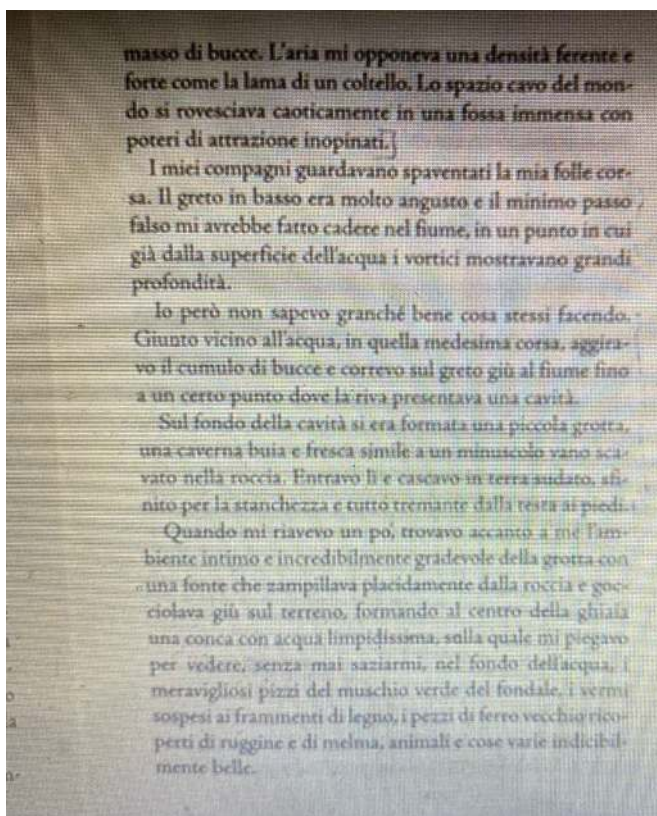 masso di bucce. L'aria mi opponeva una densità ferente e
forte come la lama di un coltello. Lo spazio cavo del mon-
do si rovesciava caoticamente in una fossa immensa con
poteri di attrazione inopinati.]
I miei compagni guardavano spaventati la mia folle cor-
sa. Il greto in basso era molto angusto e il minimo passo
falso mi avrebbe fatto cadere nel fiume, in un punto in cui
già dalla superficie dell'acqua i vortici mostravano grandi
profondità.
Io però non sapevo granché bene cosa stessi facendo.
Giunto vicino all'acqua, in quella medesima corsa, aggira-
vo il cumulo di bucce e correvo sul greto giù al fiume fino
a un certo punto dove la riva presentava una cavità.
Sul fondo della cavità si era formata una piccola grotta,
una caverna buia e fresca simile a un minuscolo vano sca-
vato nella roccia. Entravo lì e cascavo in terra sudato, sfi-
nito per la stanchezza e tutto tremante dalla testa ai piedi.
Quando mi riavevo un po', trovavo accanto a me l'am-
biente intimo e incredibilmente gradevole della grotta con
una fonte che zampillava placidamente dalla roccia e goc-
ciolava giù sul terreno, formando al centro della ghiaia
una conca con acqua limpidissima, sulla quale mi piegavo
per vedere, senza mai saziarmi, nel fondo dell'acqua, i
meravigliosi pizzi del muschio verde del fondale, i vermi
sospesi ai frammenti di legno, i pezzi di ferro vecchio rico-
perti di ruggine e di melma, animali e cose varie indicibil-
mente belle.